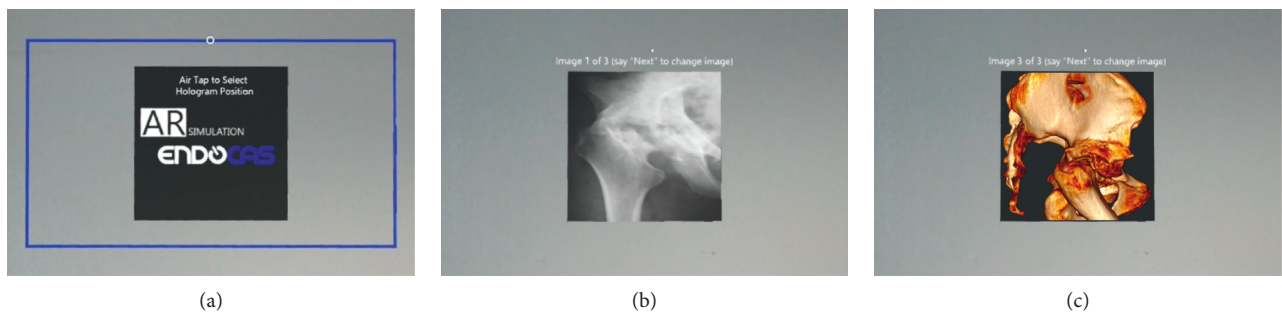 Air Tap to Select
Hologram Position
AR SIMULATION
ENDOCAS
Image 1 of 3 (say "Next" to change image)
Image 3 of 3 (say "Next" to change image)
(a)
(b)
(c)